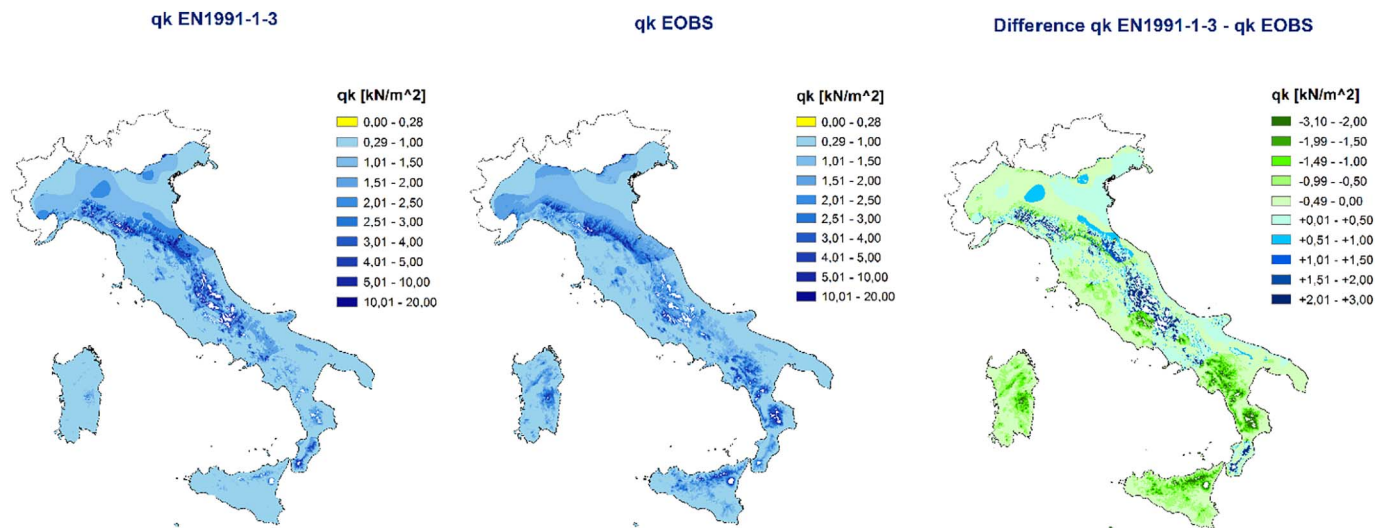 qk EN1991-1-3
qk EOBS
Difference qk EN1991-1-3 - qk EOBS
qk [kN/m^2]
0,00 - 0,28
0,29 - 1,00
1,01 - 1,50
1,51 - 2,00
2,01 - 2,50
2,51 - 3,00
3,01 - 4,00
4,01 - 5,00
5,01 - 10,00
10,01 - 20,00
qk [kN/m^2]
0,00 - 0,28
0,29 - 1,00
1,01 - 1,50
1,51 - 2,00
2,01 - 2,50
2,51 - 3,00
3,01 - 4,00
4,01 - 5,00
5,01 - 10,00
10,01 - 20,00
qk [kN/m^2]
-3,10 - -2,00
-1,99 - -1,50
-1,49 - -1,00
-0,99 - -0,50
-0,49 - 0,00
+0,01 - +0,50
+0,51 - +1,00
+1,01 - +1,50
+1,51 - +2,00
+2,01 - +3,00